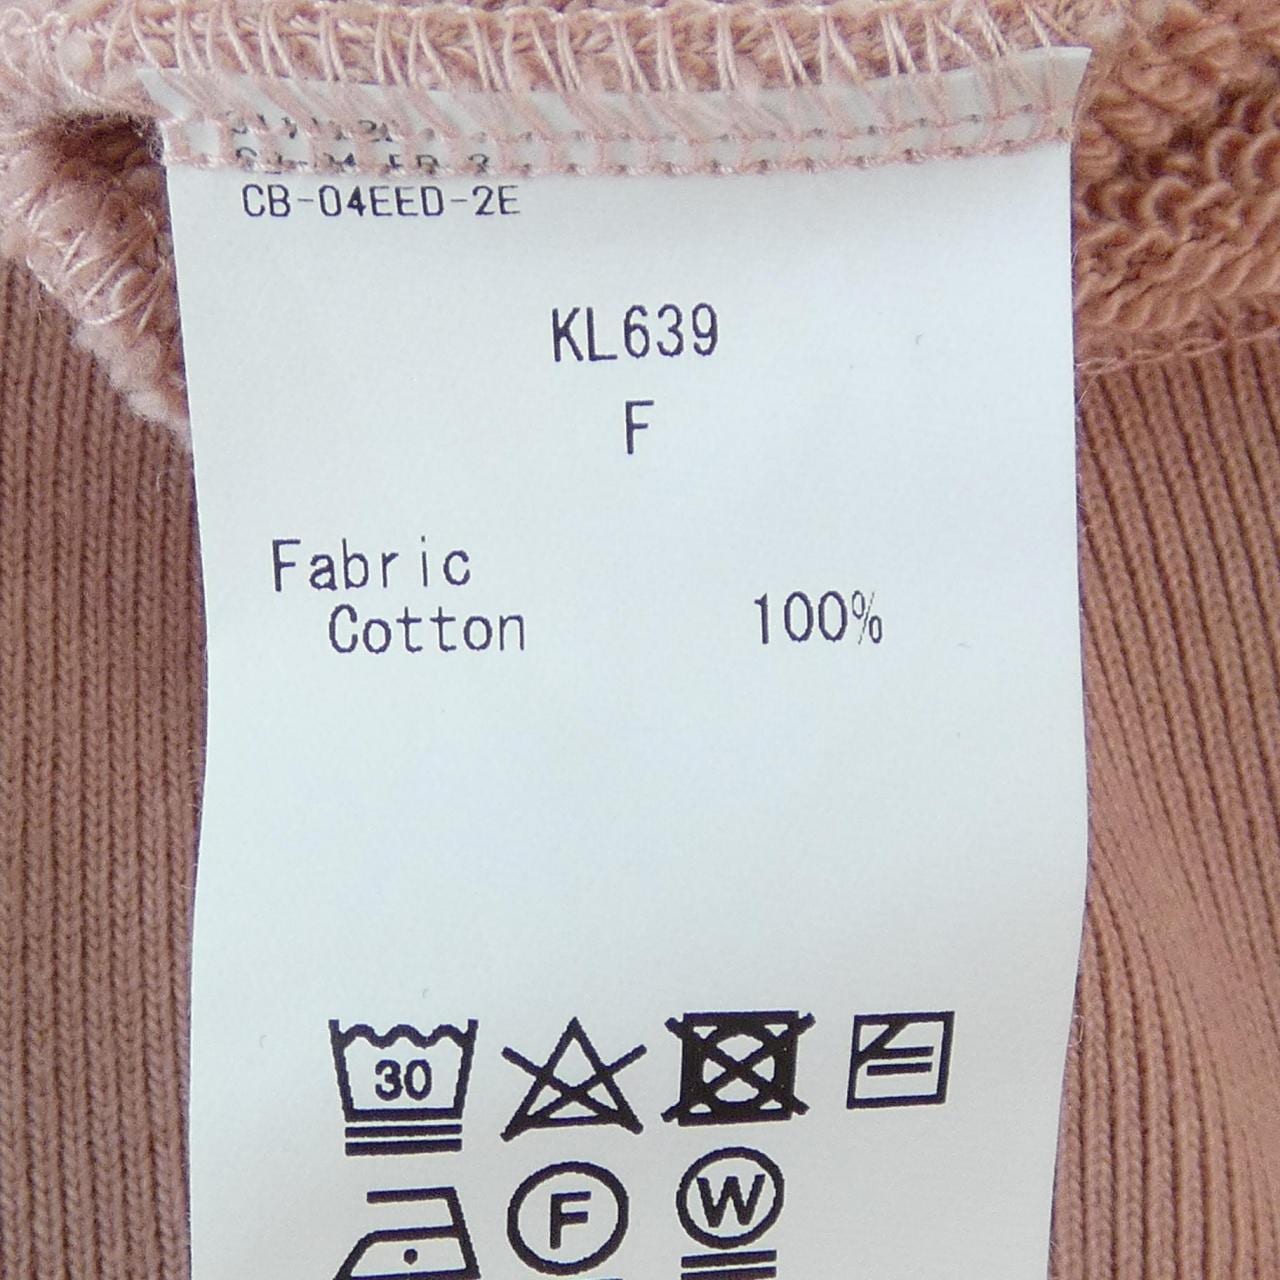 CB-04EED-2E
KL639
F
Fabric
Cotton 100%
30
F W